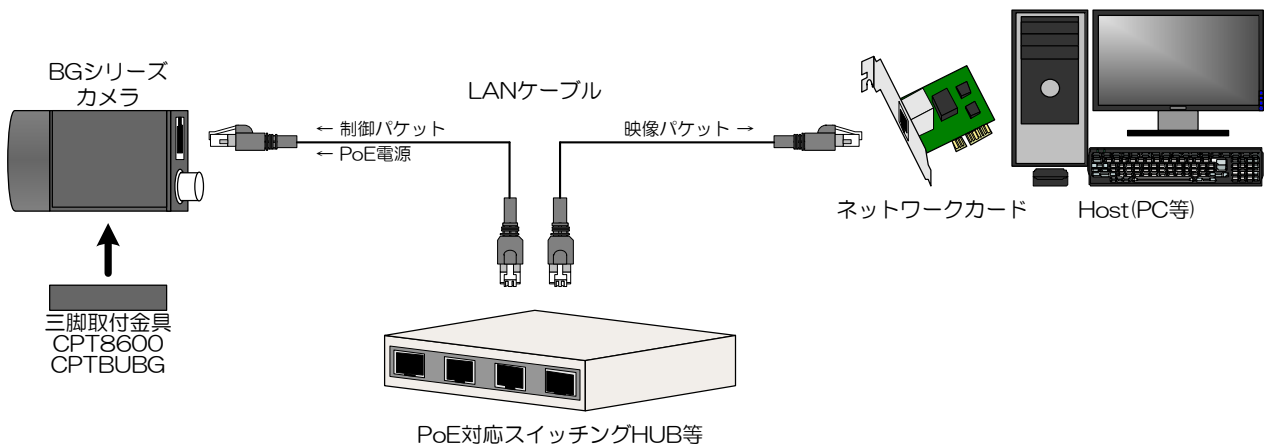 BGシリーズ
カメラ
LANケーブル
← 制御パケット
← PoE電源
映像パケット →
ネットワークカード
Host(PC等)
三脚取付金具
CPT8600
CPTBUBG
PoE対応スイッチングHUB等